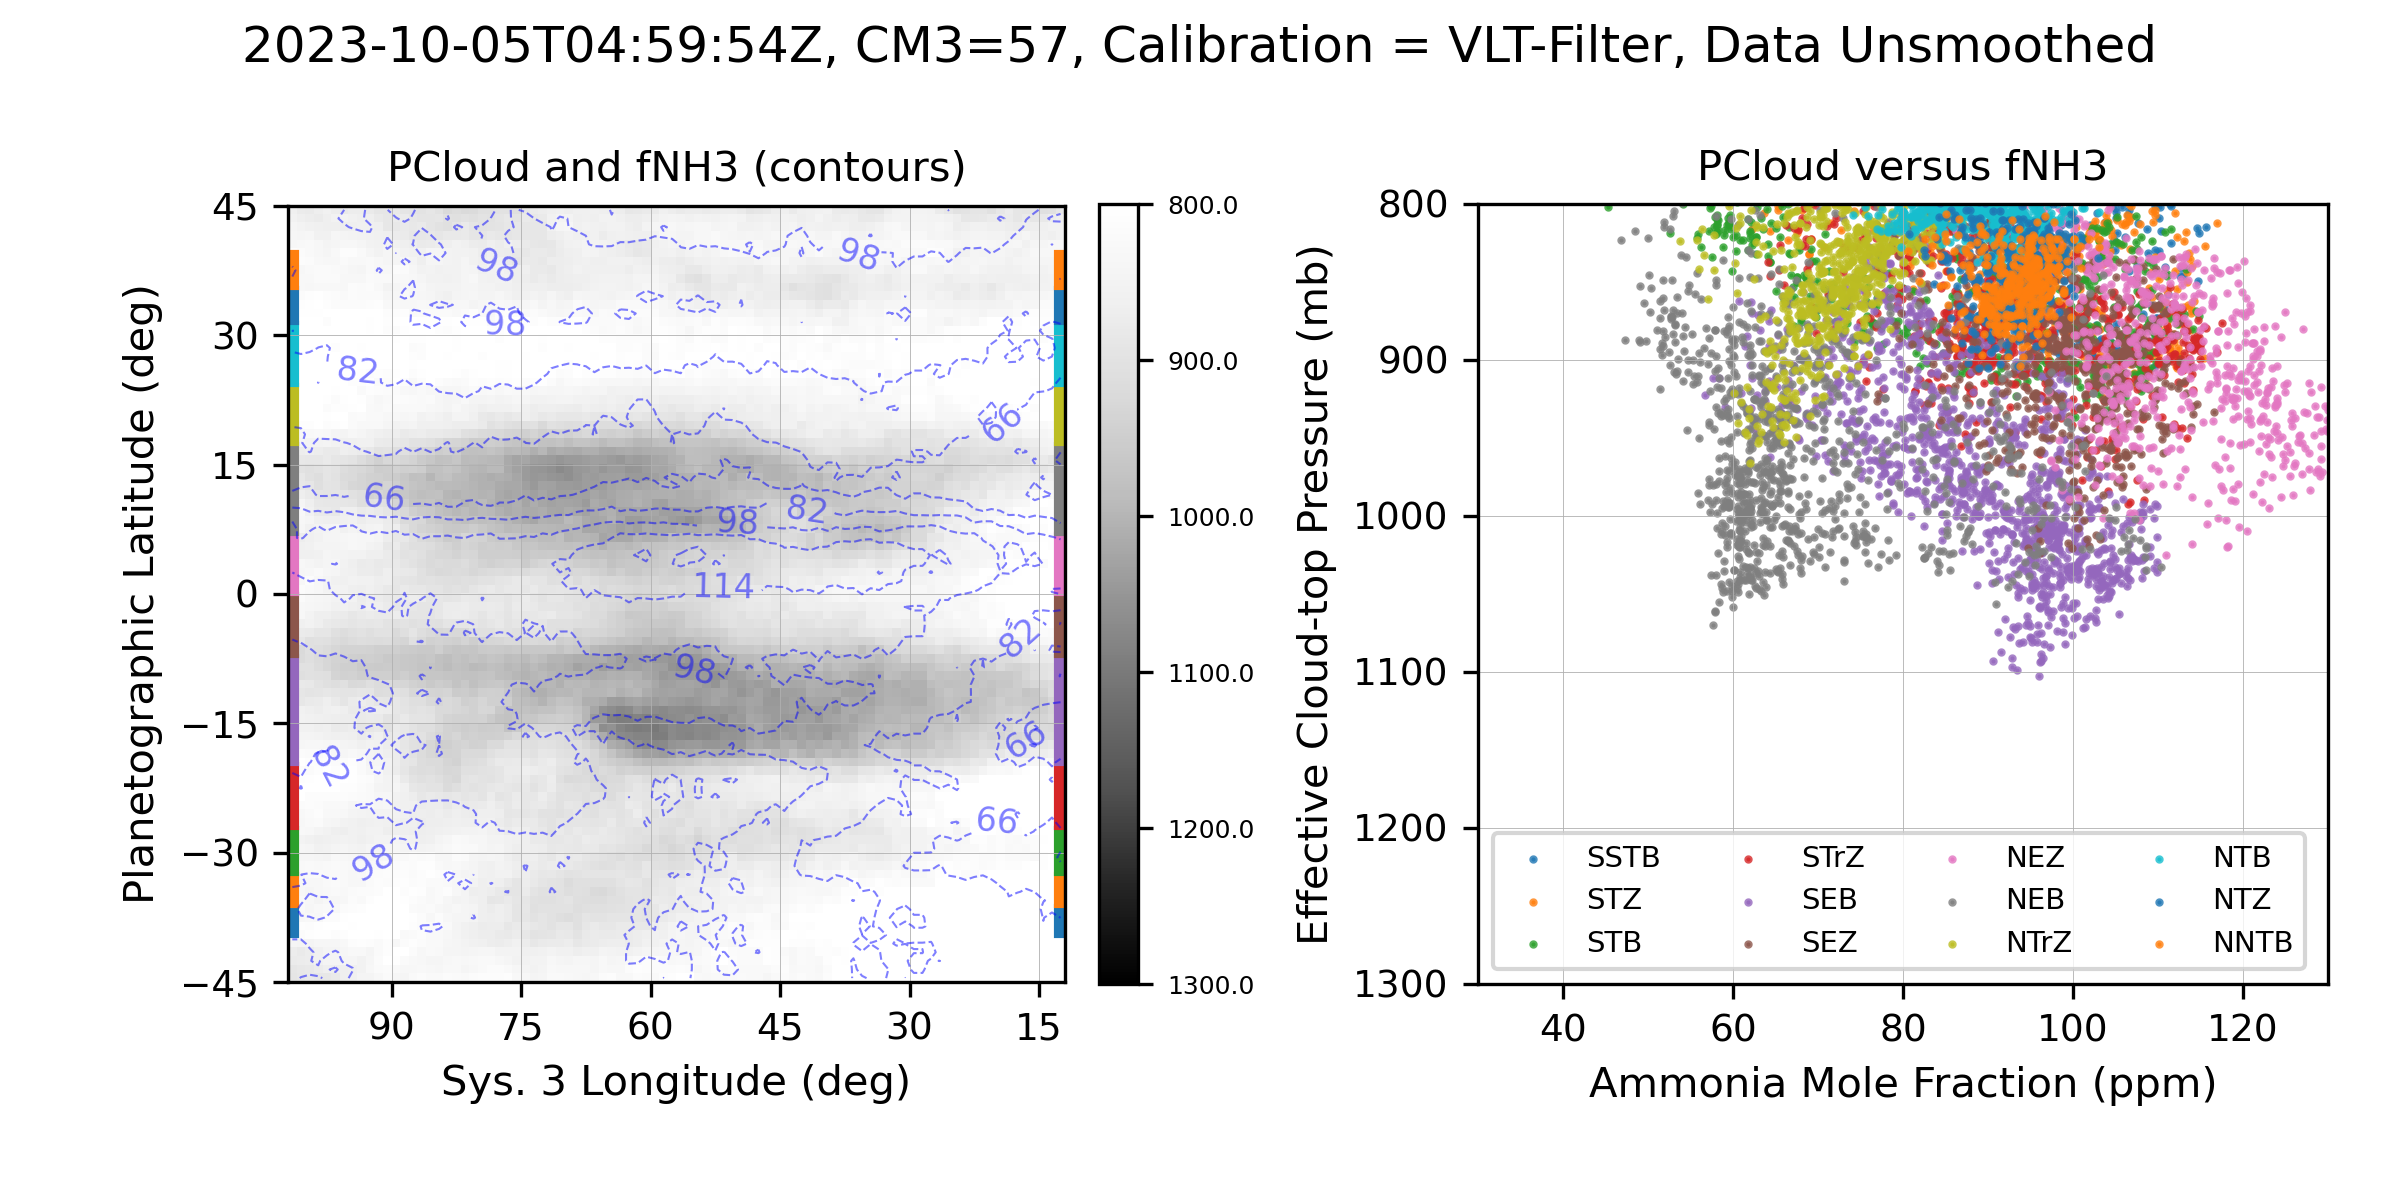 2023-10-05T04:59:54Z, CM3=57, Calibration = VLT-Filter, Data Unsmoothed
PCloud and fNH3 (contours)
45
30
15
0
−15
−30
−45
Planetographic Latitude (deg)
98
98
98
82
66
66
98
82
114
82
98
66
82
66
98
90
75
60
45
30
15
Sys. 3 Longitude (deg)
800.0
900.0
1000.0
1100.0
1200.0
1300.0
PCloud versus fNH3
800
900
1000
1100
1200
1300
Effective Cloud-top Pressure (mb)
SSTB
STZ
STB
STrZ
SEB
SEZ
NEZ
NEB
NTrZ
NTB
NTZ
NNTB
40
60
80
100
120
Ammonia Mole Fraction (ppm)